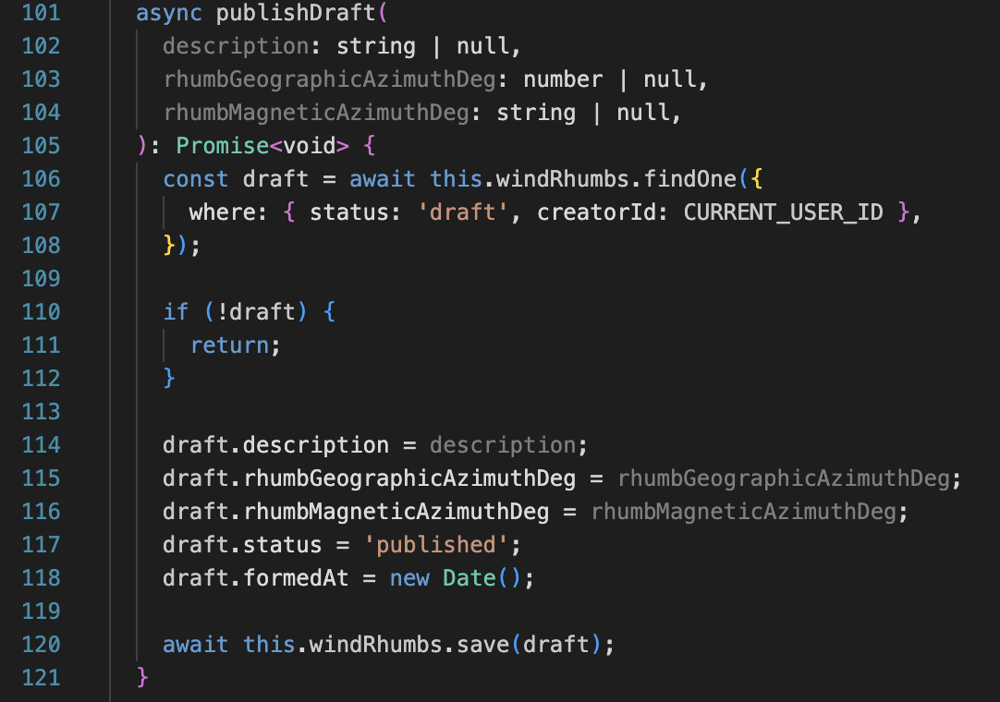 101 async publishDraft(
102 description: string | null,
103 rhumbGeographicAzimuthDeg: number | null,
104 rhumbMagneticAzimuthDeg: string | null,
105 ): Promise<void> {
106 const draft = await this.windRhumbs.findOne({
107 where: { status: 'draft', creatorId: CURRENT_USER_ID },
108 });
109
110 if (!draft) {
111 return;
112 }
113
114 draft.description = description;
115 draft.rhumbGeographicAzimuthDeg = rhumbGeographicAzimuthDeg;
116 draft.rhumbMagneticAzimuthDeg = rhumbMagneticAzimuthDeg;
117 draft.status = 'published';
118 draft.formedAt = new Date();
119
120 await this.windRhumbs.save(draft);
121 }